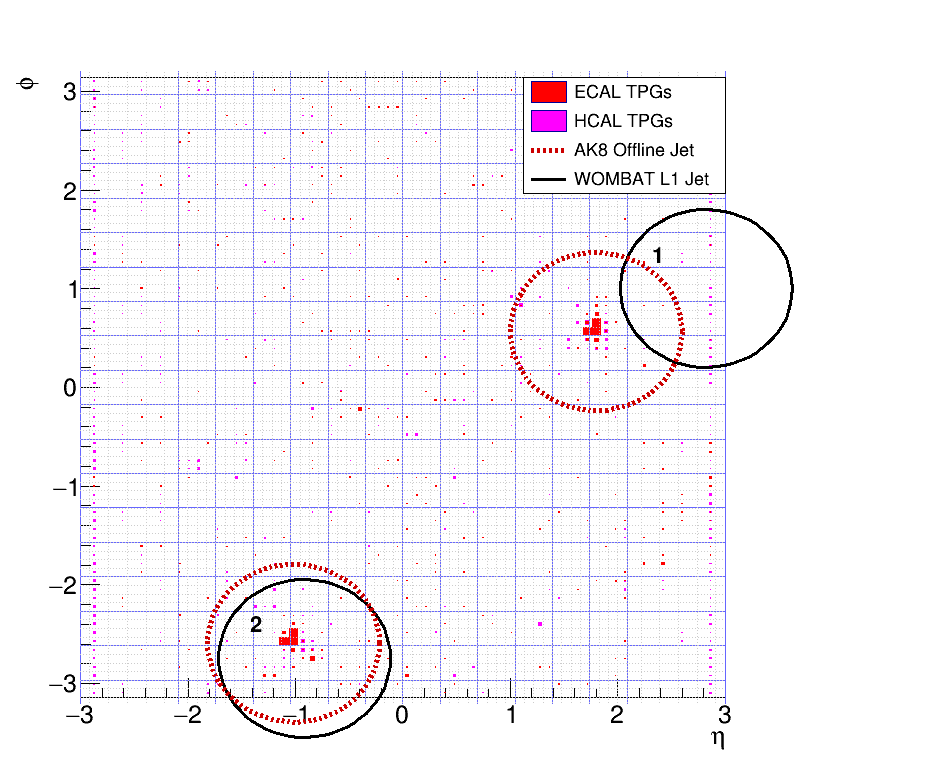 ϕ
3
2
1
0
−1
−2
−3
ECAL TPGs
HCAL TPGs
AK8 Offline Jet
WOMBAT L1 Jet
1
2
−3 −2 −1 0 1 2 3
η